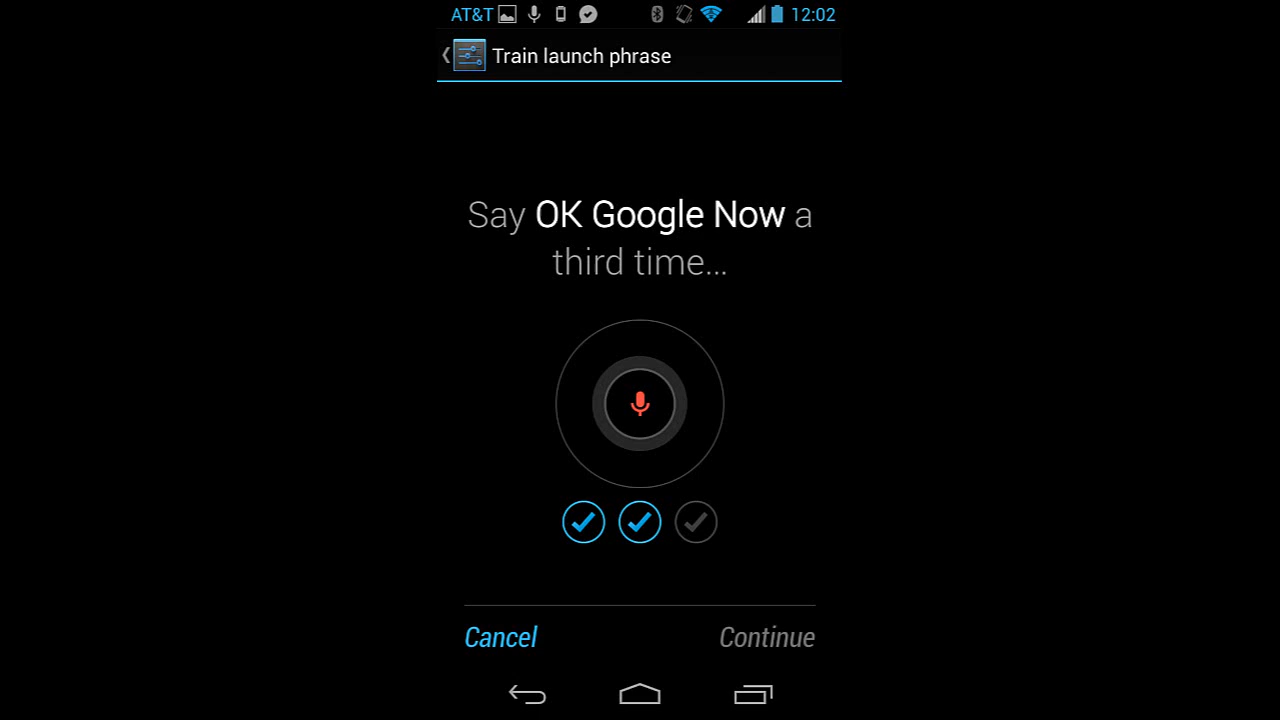 AT&T 12:02
Train launch phrase
Say OK Google Now a
third time...
Cancel Continue